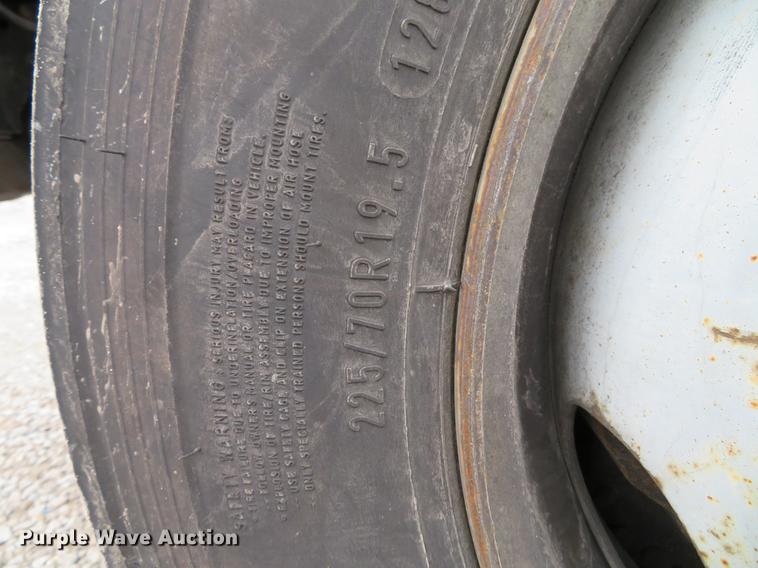 128
225/70R19.5
SAFETY WARNING SERIOUS INJURY MAY RESULT FROM:
- TIRE FAILURE DUE TO UNDERINFLATION/OVERLOADING
- FOLLOW OWNER'S MANUAL OR TIRE PLACARD IN VEHICLE.
- EXPLOSION OF TIRE/RIM ASSEMBLY DUE TO IMPROPER MOUNTING
- USE SAFETY CAGE AND CLIP ON EXTENSION OF AIR HOSE
- ONLY SPECIALLY TRAINED PERSONS SHOULD MOUNT TIRES.
Purple Wave Auction